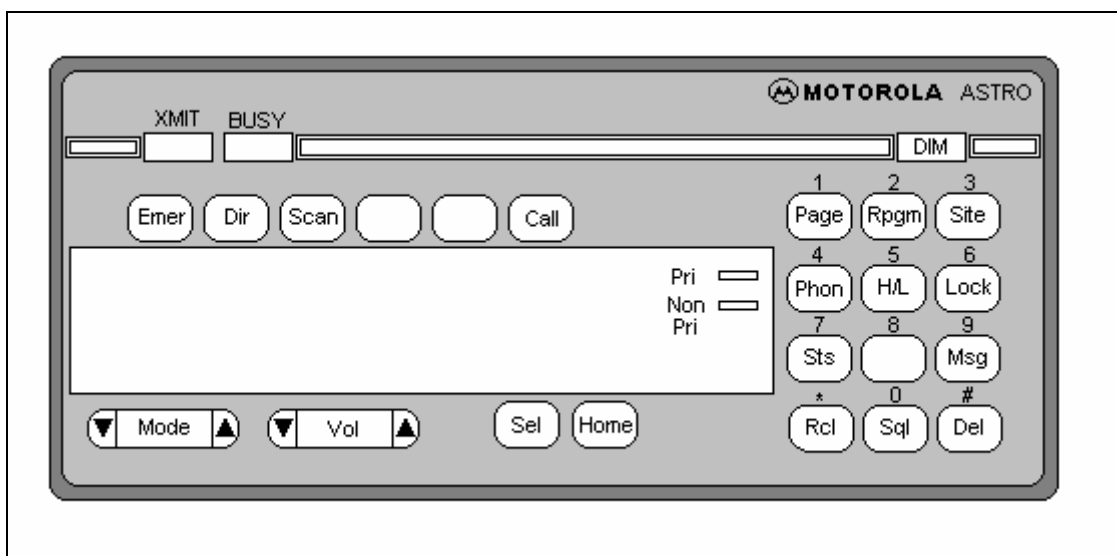 MOTOROLA ASTRO
XMIT BUSY
DIM
1 2 3
Emer Dir Scan Call Page Rpgm Site
4 5 6
Pri Phon H/L Lock
Non
Pri
7 8 9
Sts Msg
* 0 #
▼ Mode ▲ ▼ Vol ▲ Sel Home Rcl Sql Del